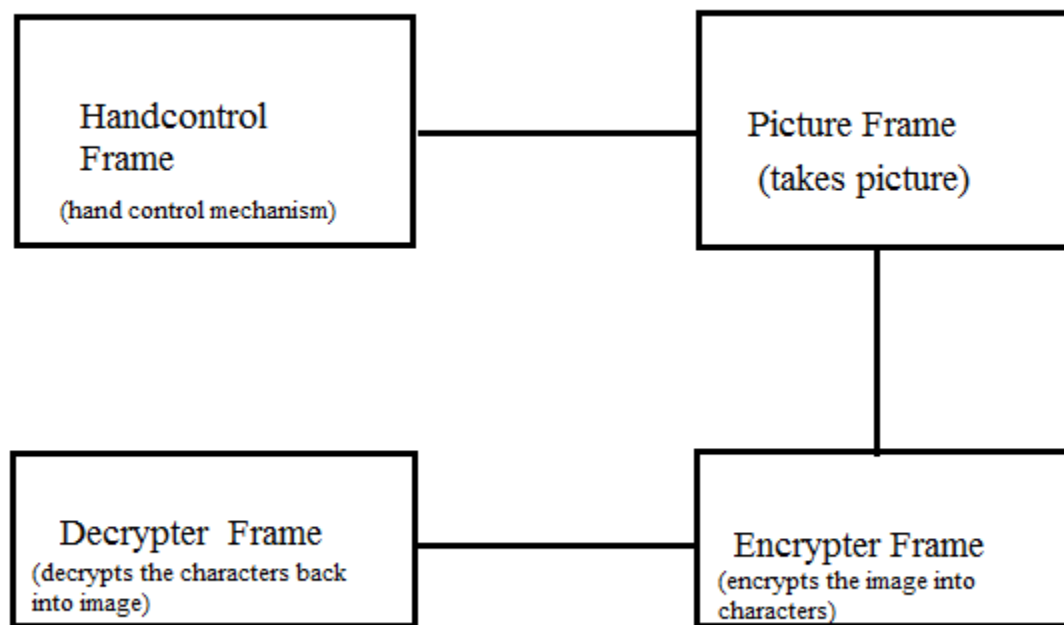 Handcontrol
Frame
(hand control mechanism)
Picture Frame
(takes picture)
Decrypter Frame
(decrypts the characters back
into image)
Encrypter Frame
(encrypts the image into
characters)